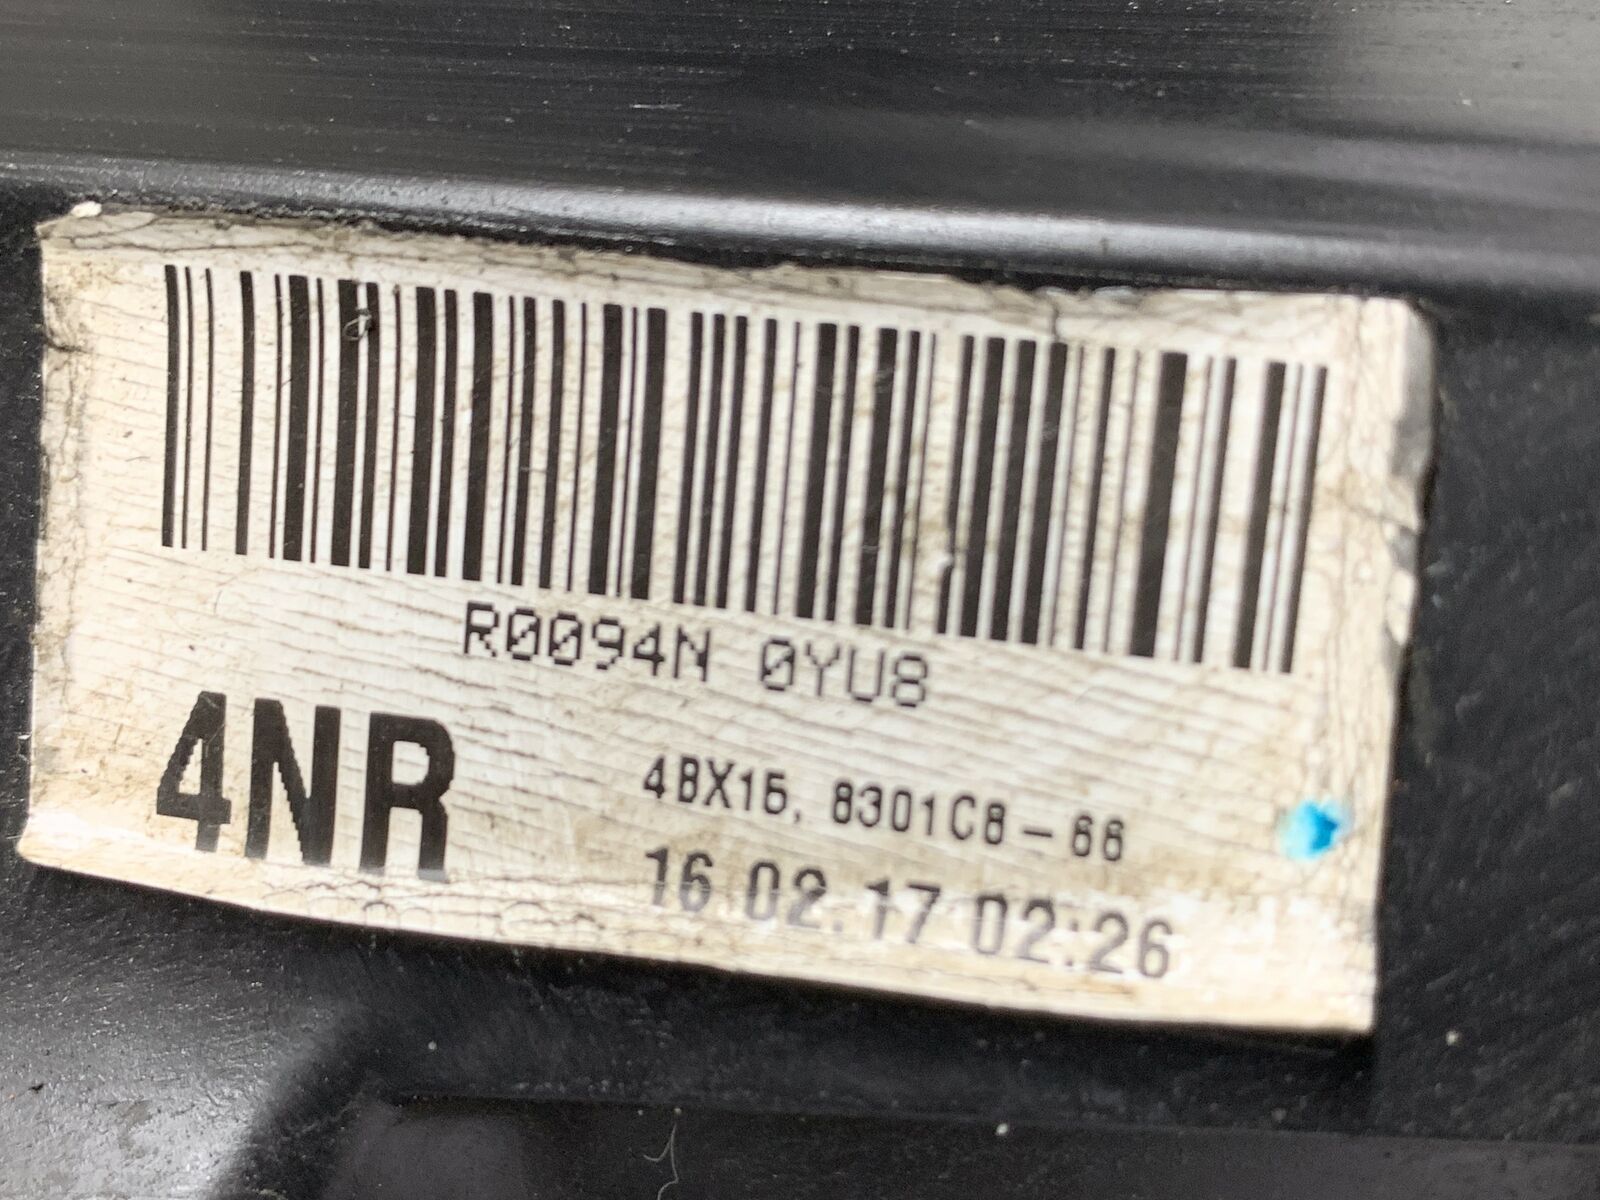 R0094N 0YU8
4NR
4BX15, 8301C8-66
16 02.17 02:26